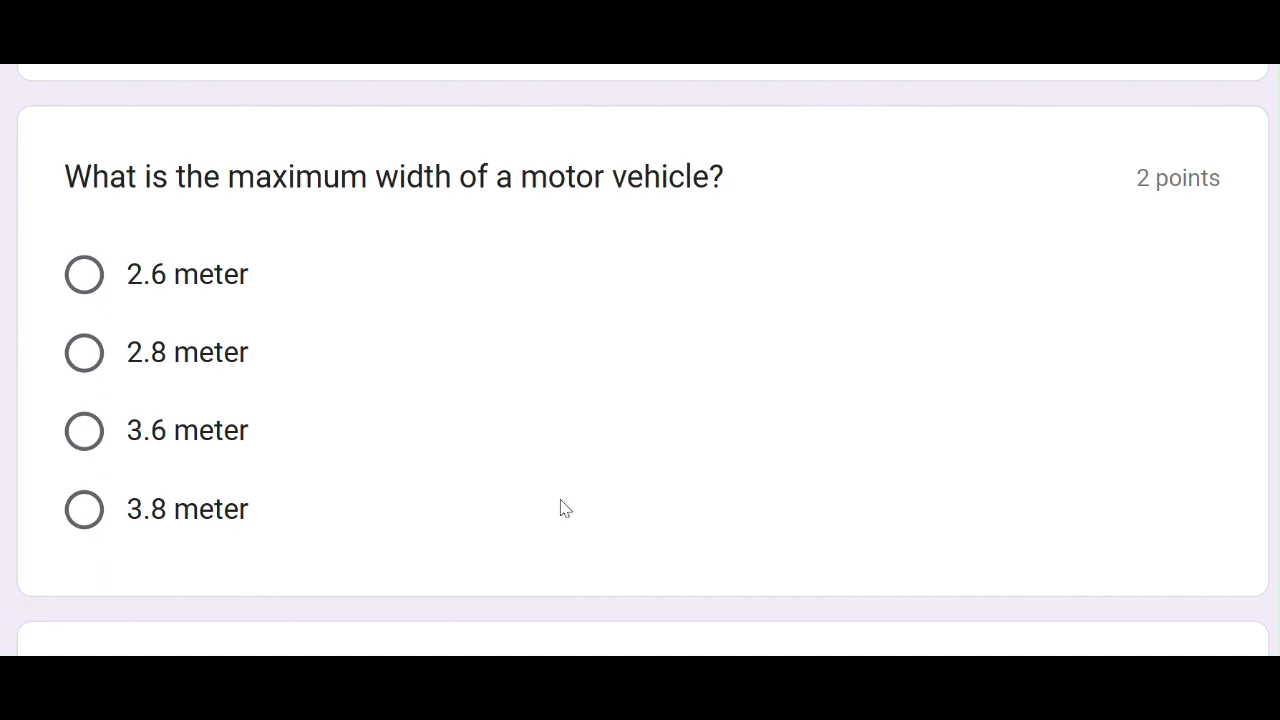 What is the maximum width of a motor vehicle?
2 points
2.6 meter
2.8 meter
3.6 meter
3.8 meter